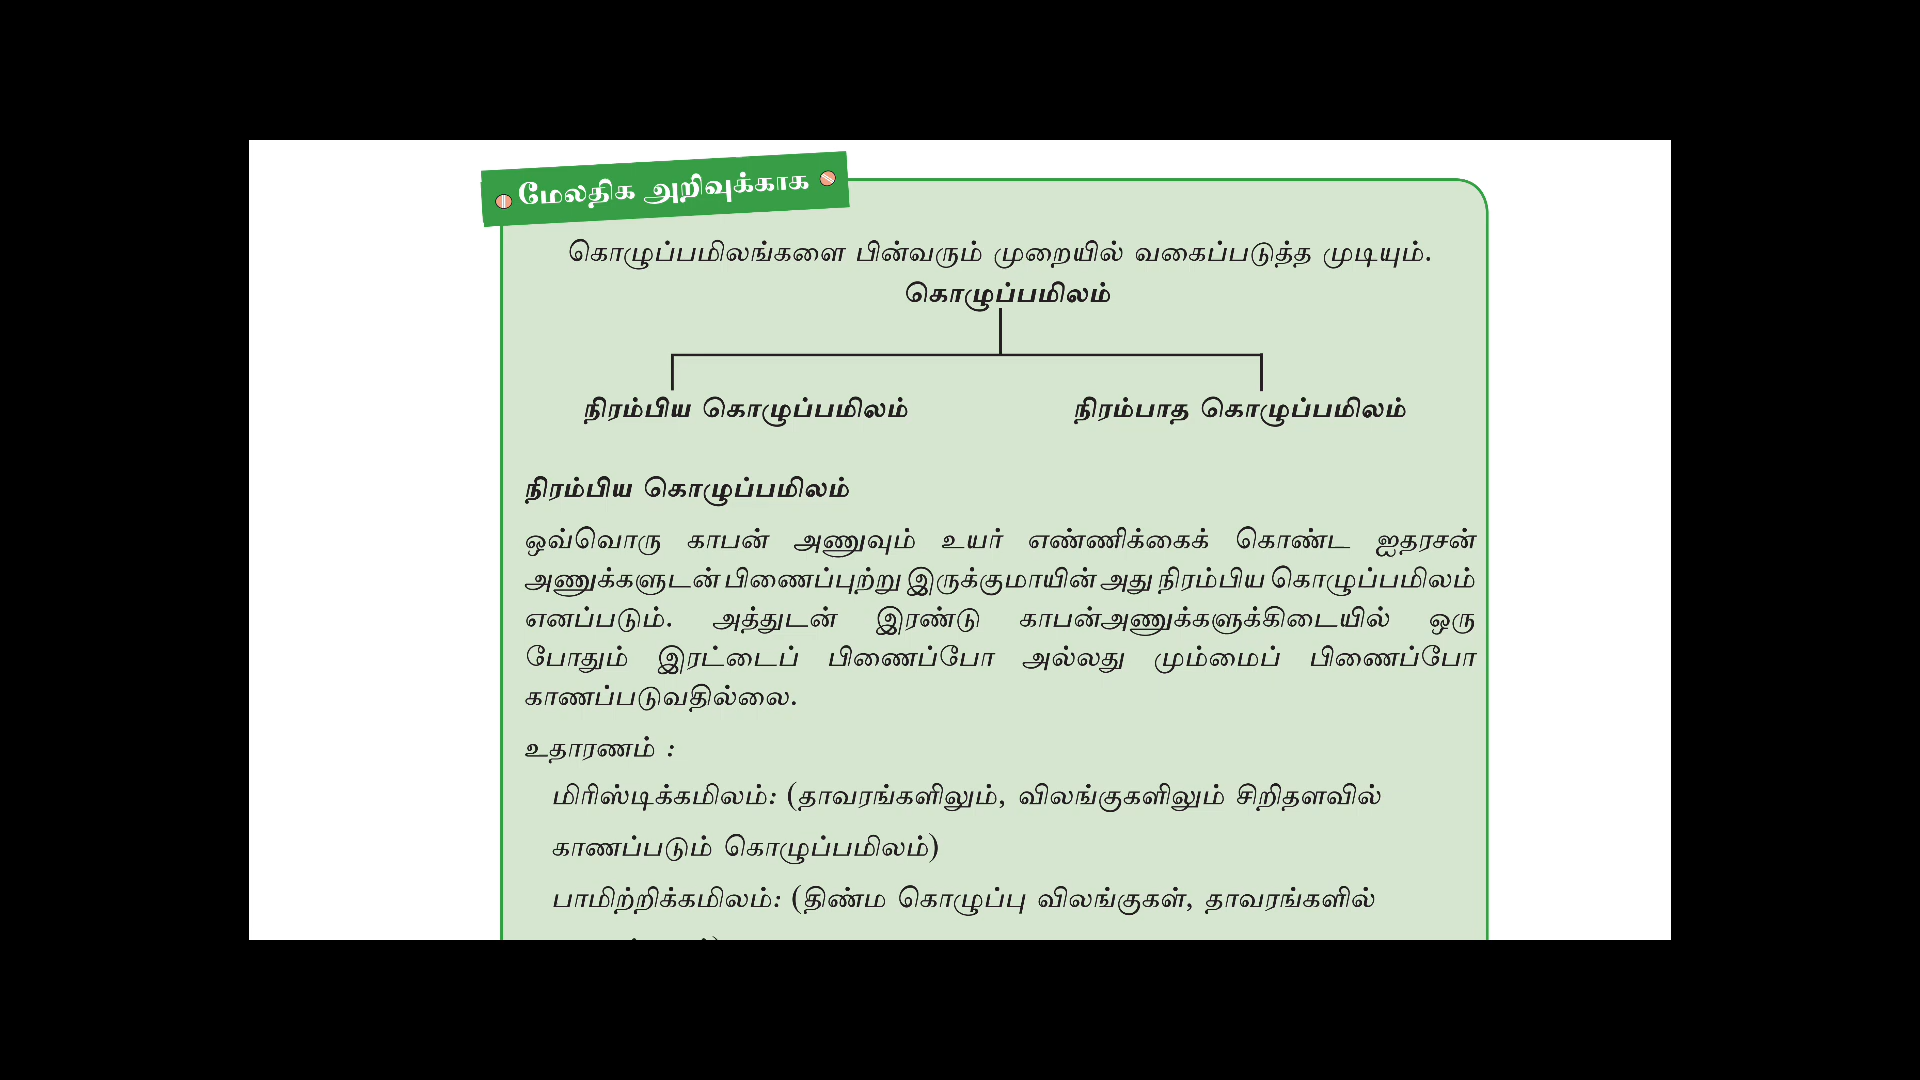 மேலதிக அறிவுக்காக
கொழுப்பமிலங்களை பின்வரும் முறையில் வகைப்படுத்த முடியும்.
கொழுப்பமிலம்
நிரம்பிய கொழுப்பமிலம் நிரம்பாத கொழுப்பமிலம்
நிரம்பிய கொழுப்பமிலம்
ஒவ்வொரு காபன் அணுவும் உயர் எண்ணிக்கைக் கொண்ட ஐதரசன்
அணுக்களுடன் பிணைப்புற்று இருக்குமாயின் அது நிரம்பிய கொழுப்பமிலம்
எனப்படும். அத்துடன் இரண்டு காபன்அணுக்களுக்கிடையில் ஒரு
போதும் இரட்டைப் பிணைப்போ அல்லது மும்மைப் பிணைப்போ
காணப்படுவதில்லை.
உதாரணம் :
மிரிஸ்டிக்கமிலம்: (தாவரங்களிலும், விலங்குகளிலும் சிறிதளவில்
காணப்படும் கொழுப்பமிலம்)
பாமிற்றிக்கமிலம்: (திண்ம கொழுப்பு விலங்குகள், தாவரங்களில்